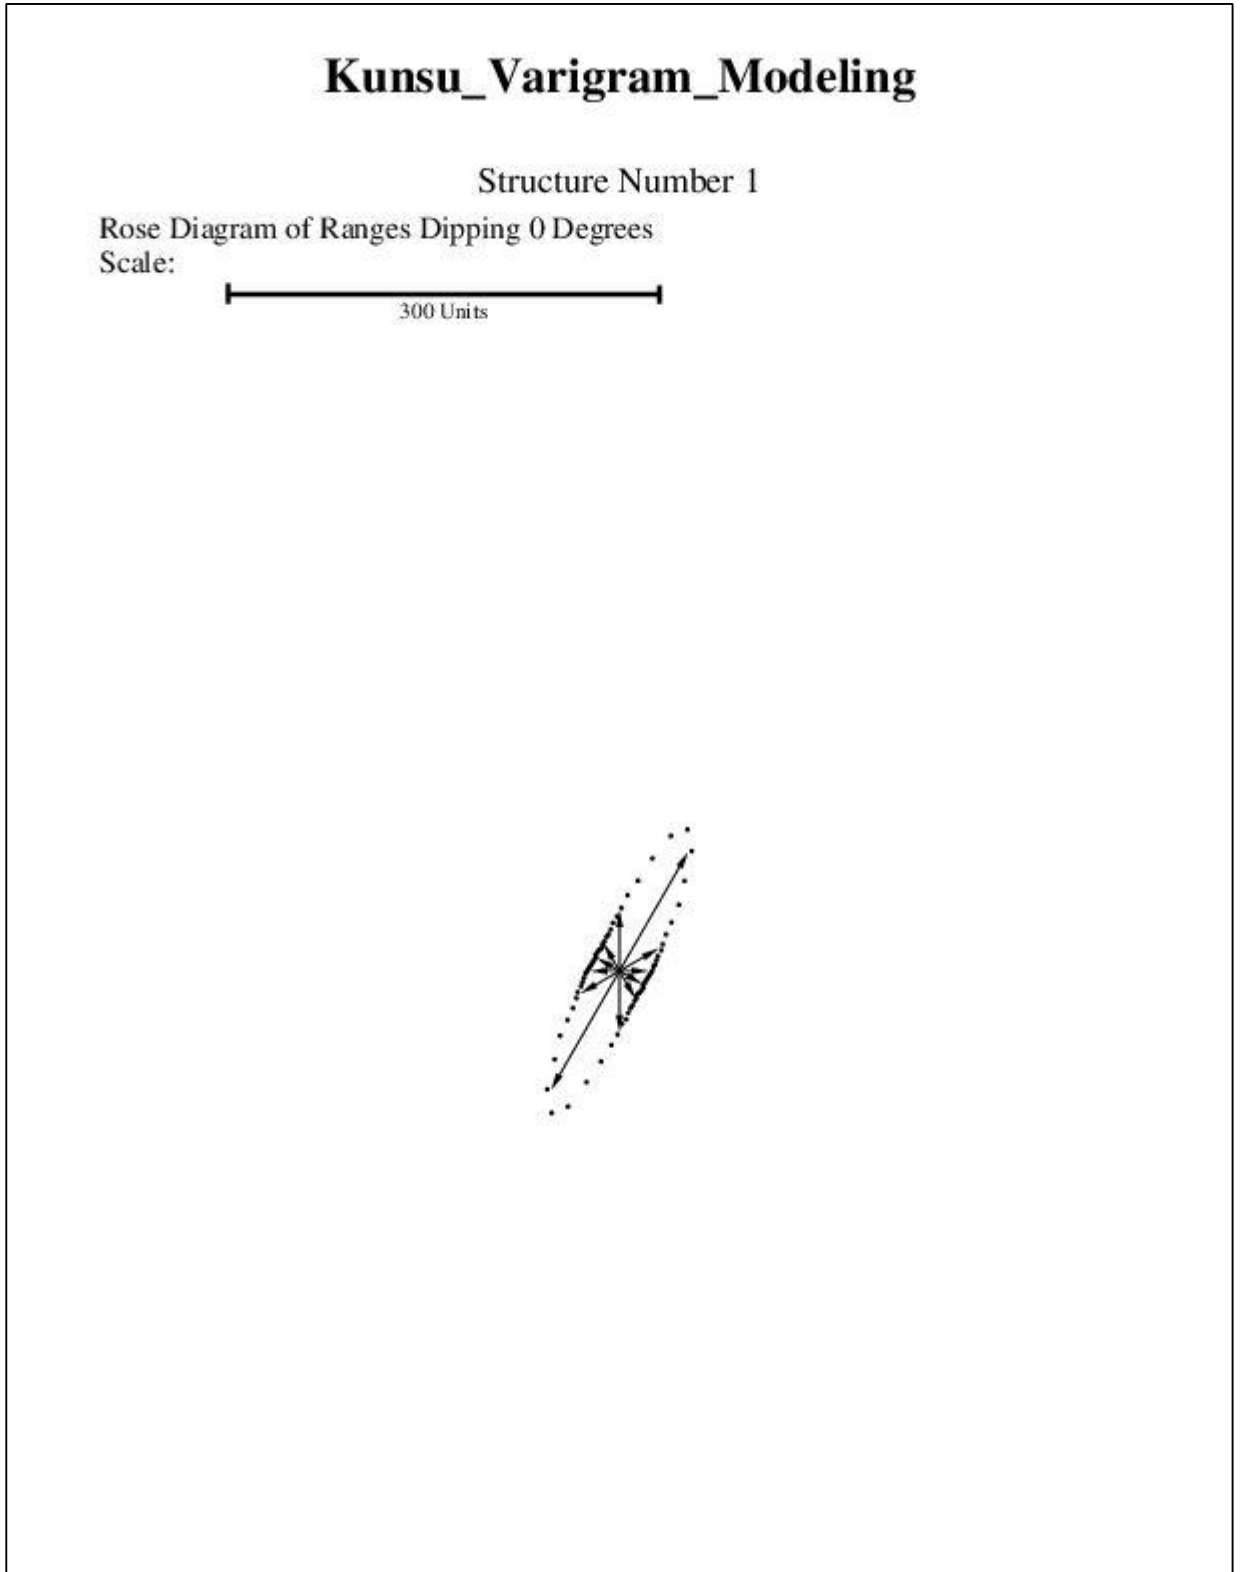 Kunsu_Varigram_Modeling
Structure Number 1
Rose Diagram of Ranges Dipping 0 Degrees
Scale:
300 Units